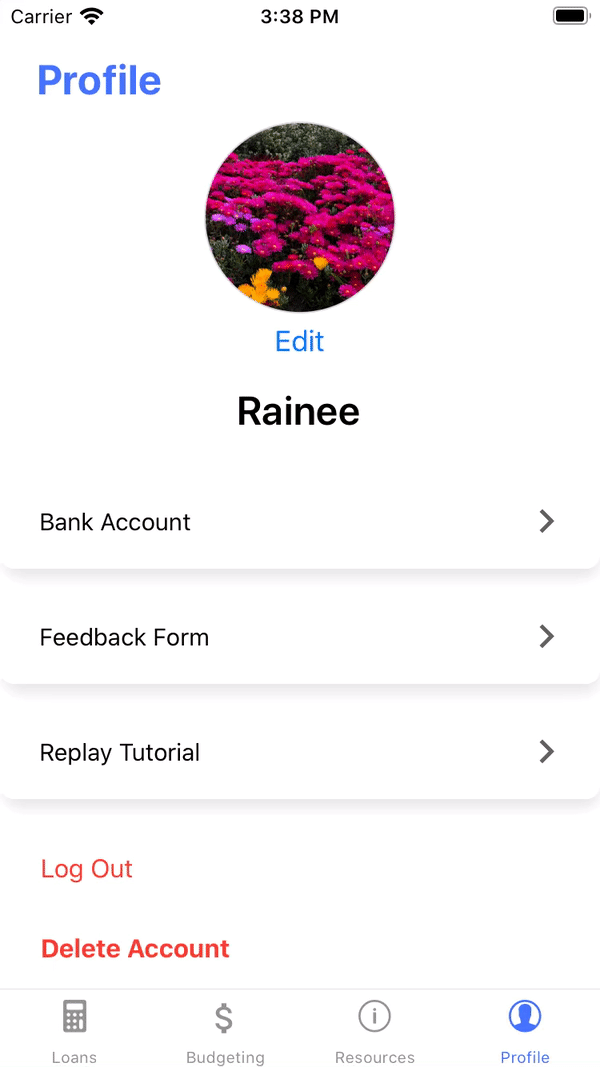 Carrier 3:38 PM
Profile
Edit
Rainee
Bank Account
Feedback Form
Replay Tutorial
Log Out
Delete Account
Loans Budgeting Resources Profile